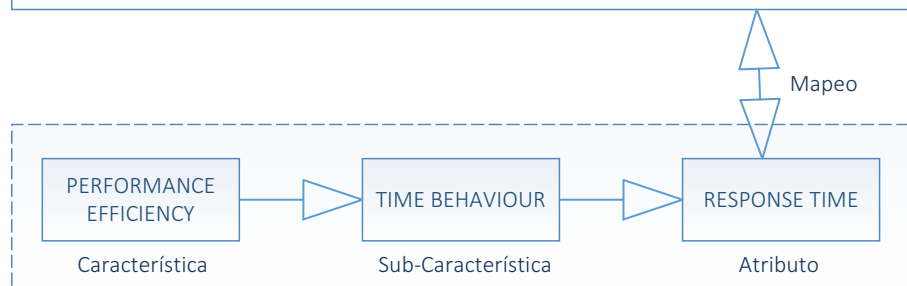 Mapeo
PERFORMANCE
EFFICIENCY
TIME BEHAVIOUR
RESPONSE TIME
Característica
Sub-Característica
Atributo